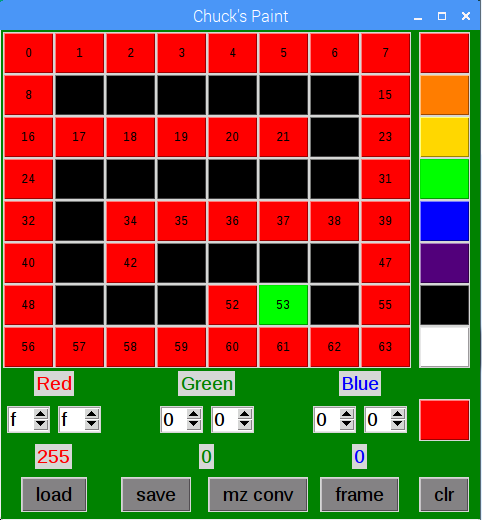 Chuck's Paint
0 1 2 3 4 5 6 7
8 15
16 17 18 19 20 21 23
24 31
32 34 35 36 37 38 39
40 42 47
48 52 53 55
56 57 58 59 60 61 62 63
Red Green Blue
f f 0 0 0 0
255 0 0
load save mz conv frame clr